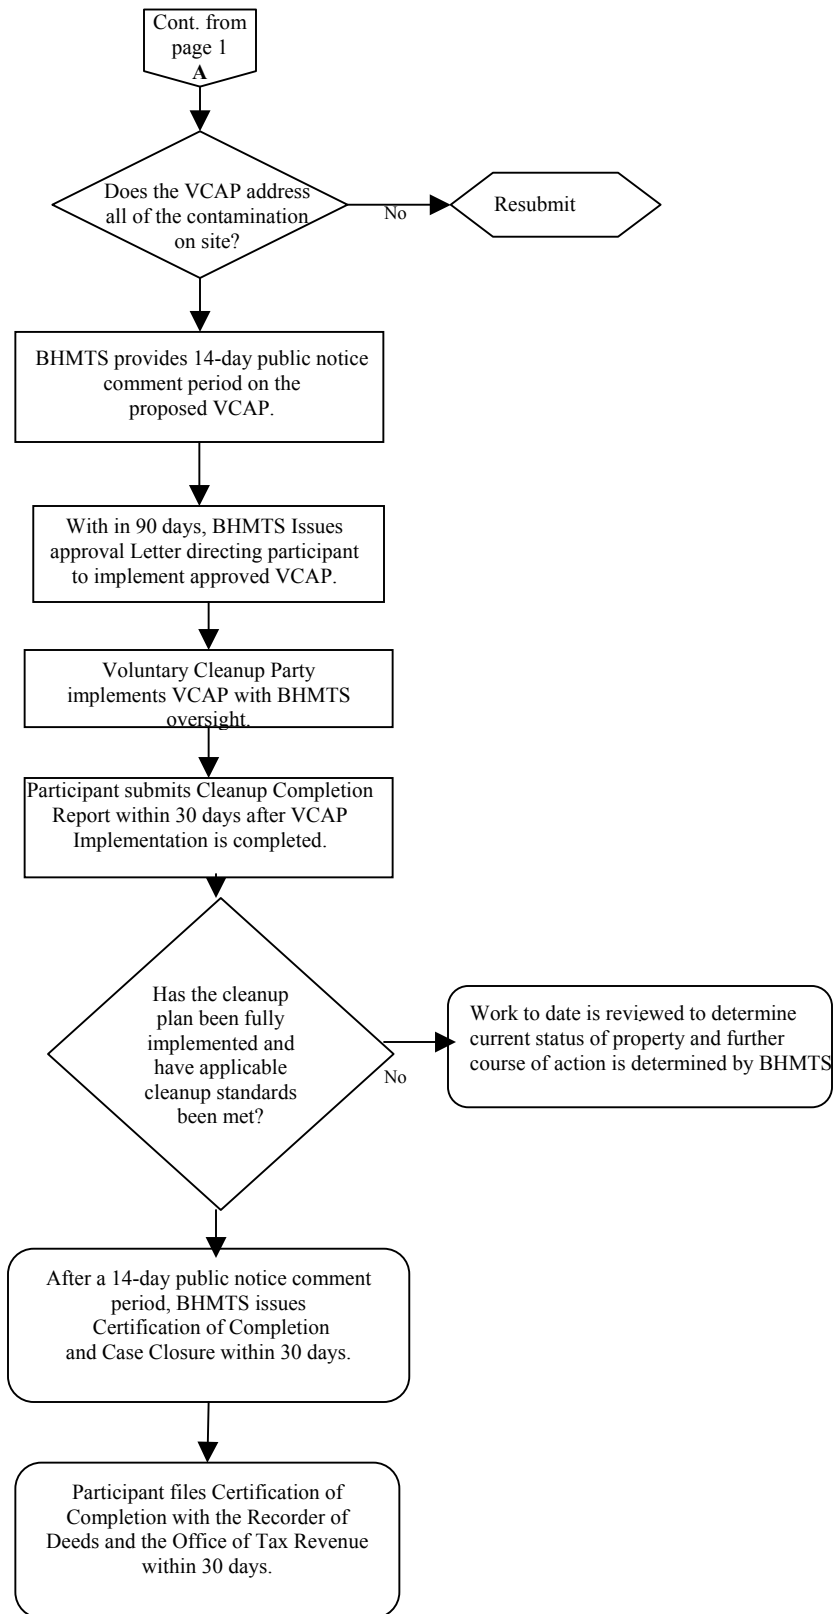 Cont. from
page 1
A
Does the VCAP address
all of the contamination
on site?
No
Resubmit
BHMTS provides 14-day public notice
comment period on the
proposed VCAP.
With in 90 days, BHMTS Issues
approval Letter directing participant
to implement approved VCAP.
Voluntary Cleanup Party
implements VCAP with BHMTS
oversight.
Participant submits Cleanup Completion
Report within 30 days after VCAP
Implementation is completed.
Has the cleanup
plan been fully
implemented and
have applicable
cleanup standards
been met?
No
Work to date is reviewed to determine
current status of property and further
course of action is determined by BHMTS
After a 14-day public notice comment
period, BHMTS issues
Certification of Completion
and Case Closure within 30 days.
Participant files Certification of
Completion with the Recorder of
Deeds and the Office of Tax Revenue
within 30 days.